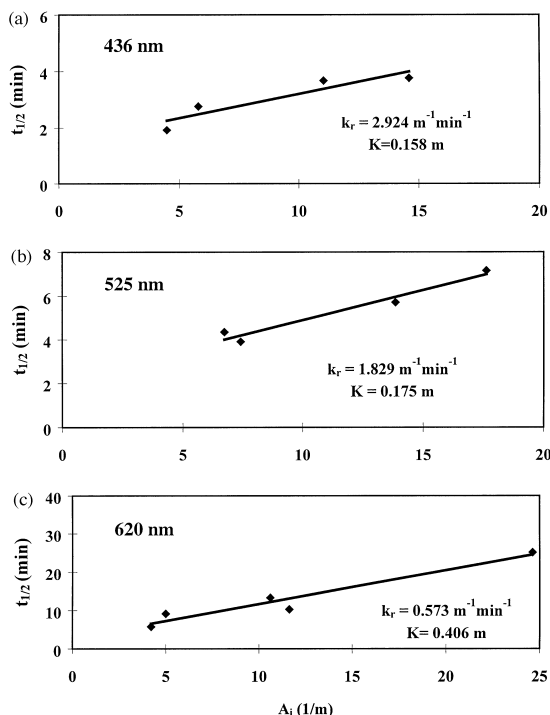 (a)
436 nm
t1/2 (min)
6
4
2
0
kr = 2.924 m-1min-1
K=0.158 m
0 5 10 15 20
(b)
525 nm
t1/2 (min)
8
6
4
2
0
kr = 1.829 m-1min-1
K = 0.175 m
0 5 10 15 20
(c)
620 nm
t1/2 (min)
40
30
20
10
0
kr = 0.573 m-1min-1
K= 0.406 m
0 5 10 15 20 25
Ai (1/m)